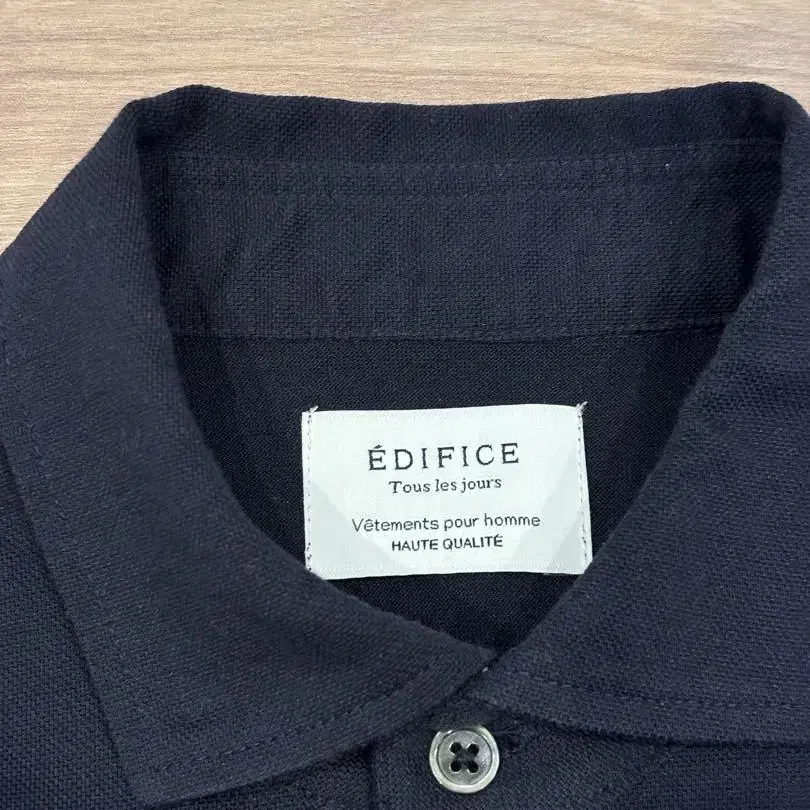 ÉDIFICE
Tous les jours
Vêtements pour homme
HAUTE QUALITÉ